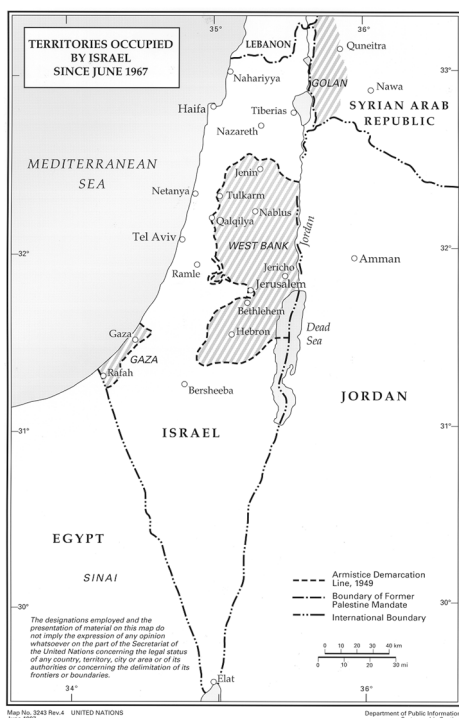 TERRITORIES OCCUPIED
BY ISRAEL
SINCE JUNE 1967
35°
36°
LEBANON
Quneitra
33°
33°
Nahariyya
GOLAN
Nawa
Haifa
Tiberias
SYRIAN ARAB
REPUBLIC
Nazareth
MEDITERRANEAN
SEA
Jenin
Netanya
Tulkarm
Nablus
Qalqilya
Jordan
Tel Aviv
WEST BANK
32°
32°
Amman
Ramle
Jericho
Jerusalem
Bethlehem
Dead
Sea
Gaza
Hebron
GAZA
Rafah
Bersheeba
JORDAN
31°
31°
ISRAEL
EGYPT
SINAI
Armistice Demarcation
Line, 1949
Boundary of Former
Palestine Mandate
International Boundary
30°
30°
The designations employed and the
presentation of material on this map do
not imply the expression of any opinion
whatsoever on the part of the Secretariat of
the United Nations concerning the legal status
of any country, territory, city or area or of its
authorities or concerning the delimitation of its
frontiers or boundaries.
0 10 20 30 40 km
0 10 20 30 mi
Elat
34°
36°
Map No. 3243 Rev.4 UNITED NATIONS
Department of Public Information